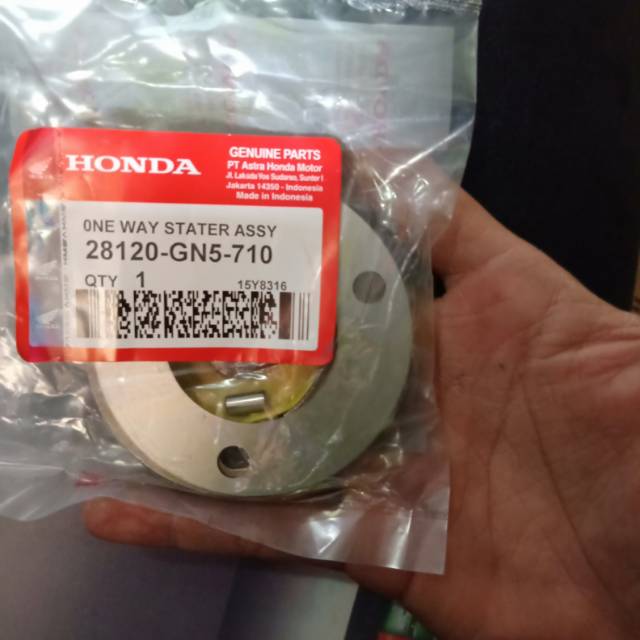 HONDA
GENUINE PARTS
PT Astra Honda Motor
Jl. Laksda Yos Sudarso, Sunter I
Jakarta 14350 - Indonesia
Made in Indonesia
0NE WAY STATER ASSY
28120-GN5-710
QTY 1
15Y8316